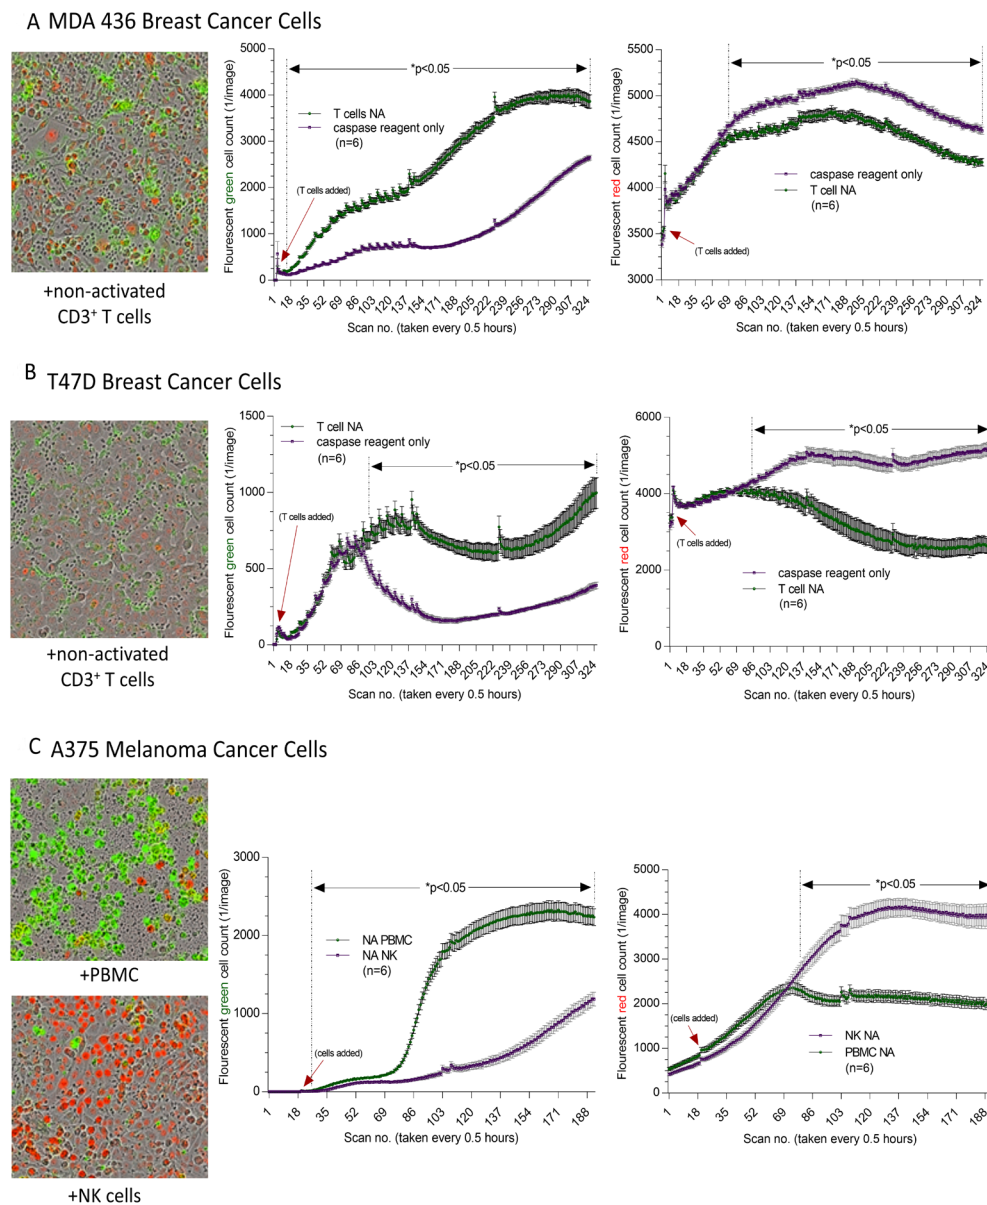 A MDA 436 Breast Cancer Cells
+non-activated
CD3+ T cells
Flourescent green cell count (1/image)
5000
4000
3000
2000
1000
0
*p<0.05
T cells NA
caspase reagent only
(n=6)
(T cells added)
1 18 35 52 69 86 103 120 137 154 171 188 205 222 239 256 273 290 307 324
Scan no. (taken every 0.5 hours)
Flourescent red cell count (1/image)
5500
5000
4500
4000
3500
3000
*p<0.05
caspase reagent only
T cell NA
(n=6)
(T cells added)
1 18 35 52 69 86 103 120 137 154 171 188 205 222 239 256 273 290 307 324
Scan no. (taken every 0.5 hours)
B T47D Breast Cancer Cells
+non-activated
CD3+ T cells
Flourescent green cell count (1/image)
1500
1000
500
0
T cell NA
caspase reagent only
(n=6)
*p<0.05
(T cells added)
1 18 35 52 69 86 103 120 137 154 171 188 205 222 239 256 273 290 307 324
Scan no. (taken every 0.5 hours)
Flourescent red cell count (1/image)
6000
4000
2000
0
*p<0.05
(T cells added)
caspase reagent only
T cell NA
(n=6)
1 18 35 52 69 86 103 120 137 154 171 188 205 222 239 256 273 290 307 324
Scan no. (taken every 0.5 hours)
C A375 Melanoma Cancer Cells
+PBMC
+NK cells
Flourescent green cell count (1/image)
3000
2000
1000
0
*p<0.05
NA PBMC
NA NK
(n=6)
(cells added)
1 18 35 52 69 86 103 120 137 154 171 188
Scan no. (taken every 0.5 hours)
Flourescent red cell count (1/image)
5000
4000
3000
2000
1000
0
*p<0.05
(cells added)
NK NA
PBMC NA
(n=6)
1 18 35 52 69 86 103 120 137 154 171 188
Scan no. (taken every 0.5 hours)